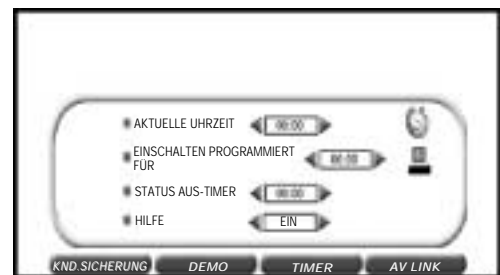 AKTUELLE UHRZEIT 00:00
EINSCHALTEN PROGRAMMIERT 00:00
FÜR
STATUS AUS-TIMER 00:00
HILFE EIN
KND.SICHERUNG DEMO TIMER AV LINK